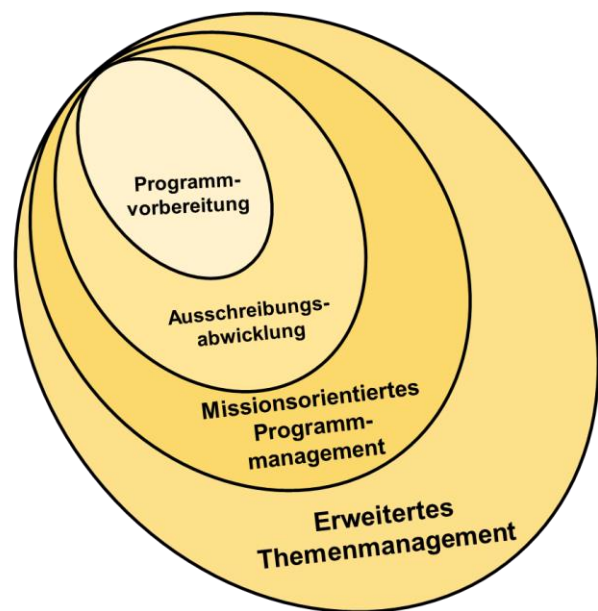 Programm-
vorbereitung
Ausschreibungs-
abwicklung
Missionsorientiertes
Programm-
management
Erweitertes
Themenmanagement